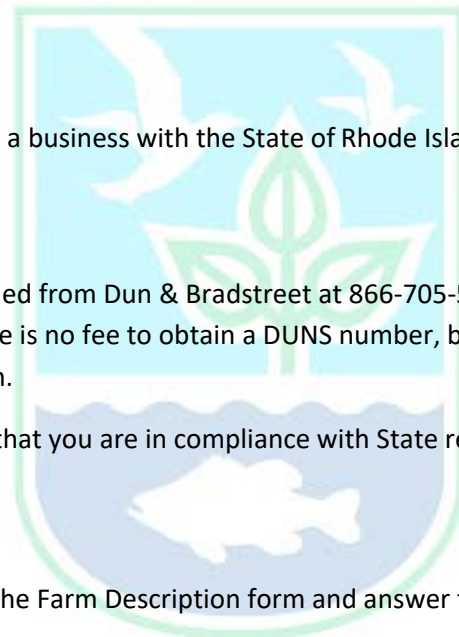 a business with the State of Rhode Isla
ed from Dun & Bradstreet at 866-705-5
e is no fee to obtain a DUNS number, b
that you are in compliance with State re
he Farm Description form and answer